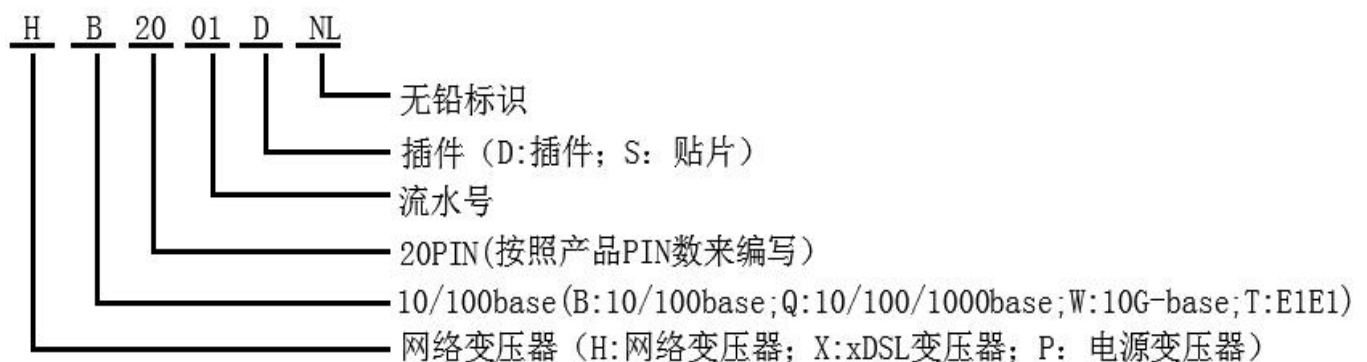 H B 20 01 D NL
无铅标识
插件（D:插件；S：贴片）
流水号
20PIN(按照产品PIN数来编写）
10/100base(B:10/100base;Q:10/100/1000base;W:10G-base;T:E1E1)
网络变压器（H:网络变压器；X:xDSL变压器；P：电源变压器）